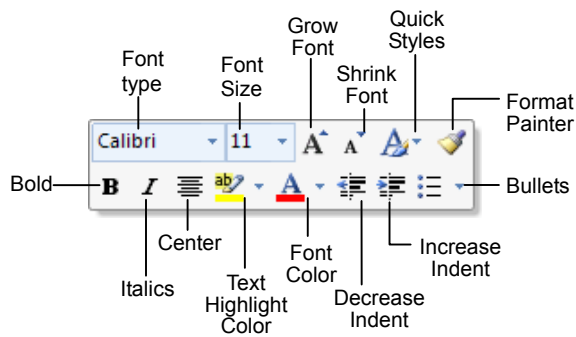 Grow
Font
Quick
Styles
Font
type
Font
Size
Shrink
Font
Format
Painter
Calibri
11
A
A
A
Bold
B
I
ab
A
Bullets
Center
Italics
Text
Highlight
Color
Font
Color
Decrease
Indent
Increase
Indent